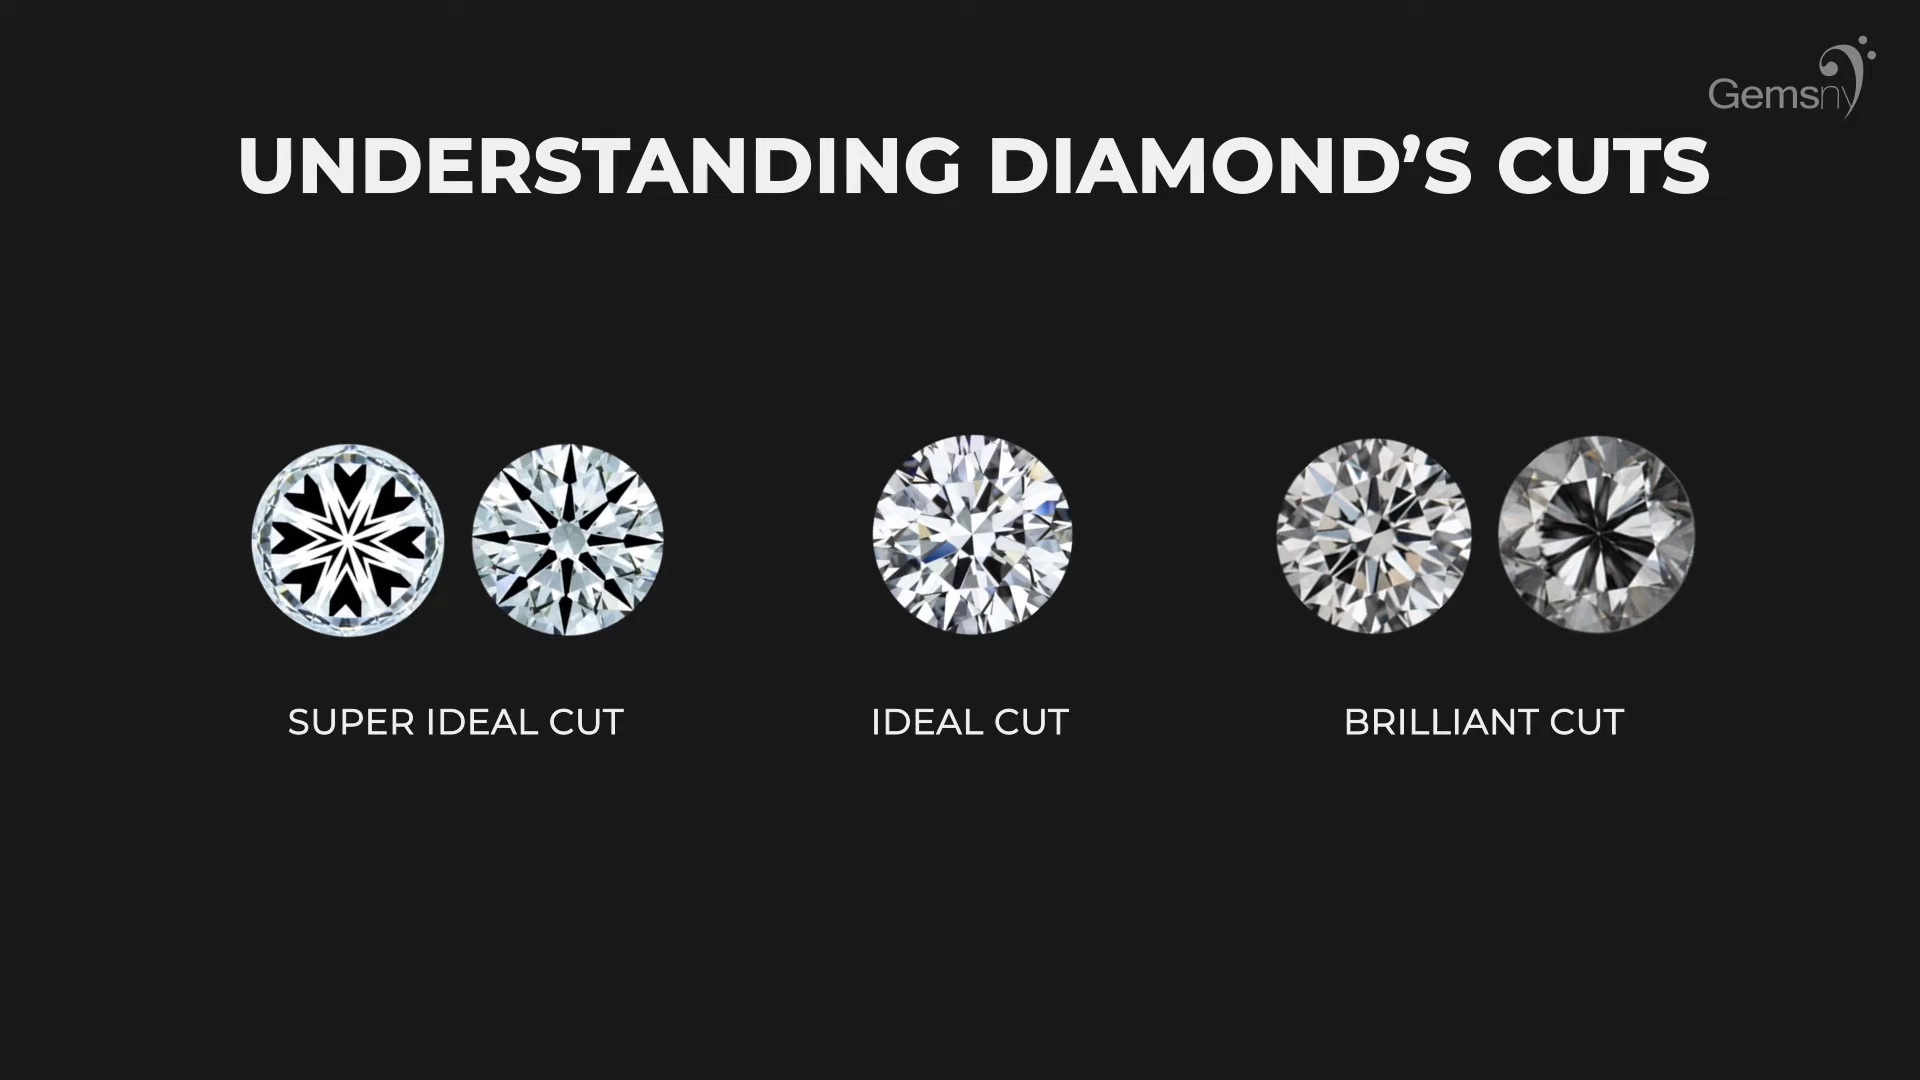 Gemsny
UNDERSTANDING DIAMOND’S CUTS
SUPER IDEAL CUT
IDEAL CUT
BRILLIANT CUT